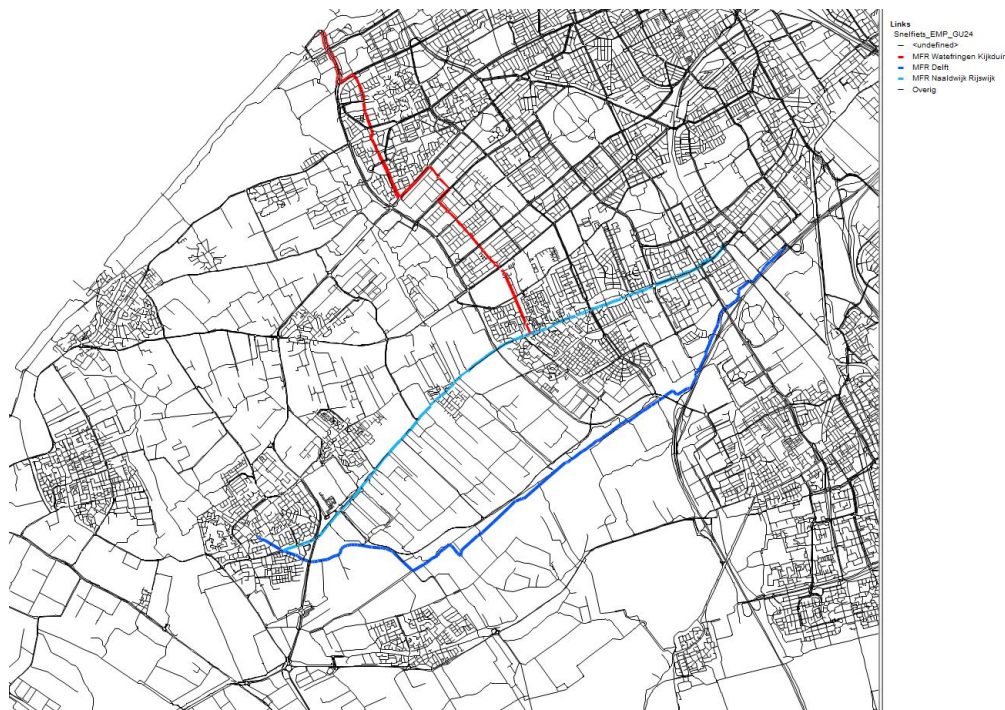 Links
Snelfiets_EMP_GU24
<undefined>
MFR Wateringen Kijkduin
MFR Delft
MFR Naaldwijk Rijswijk
Overig